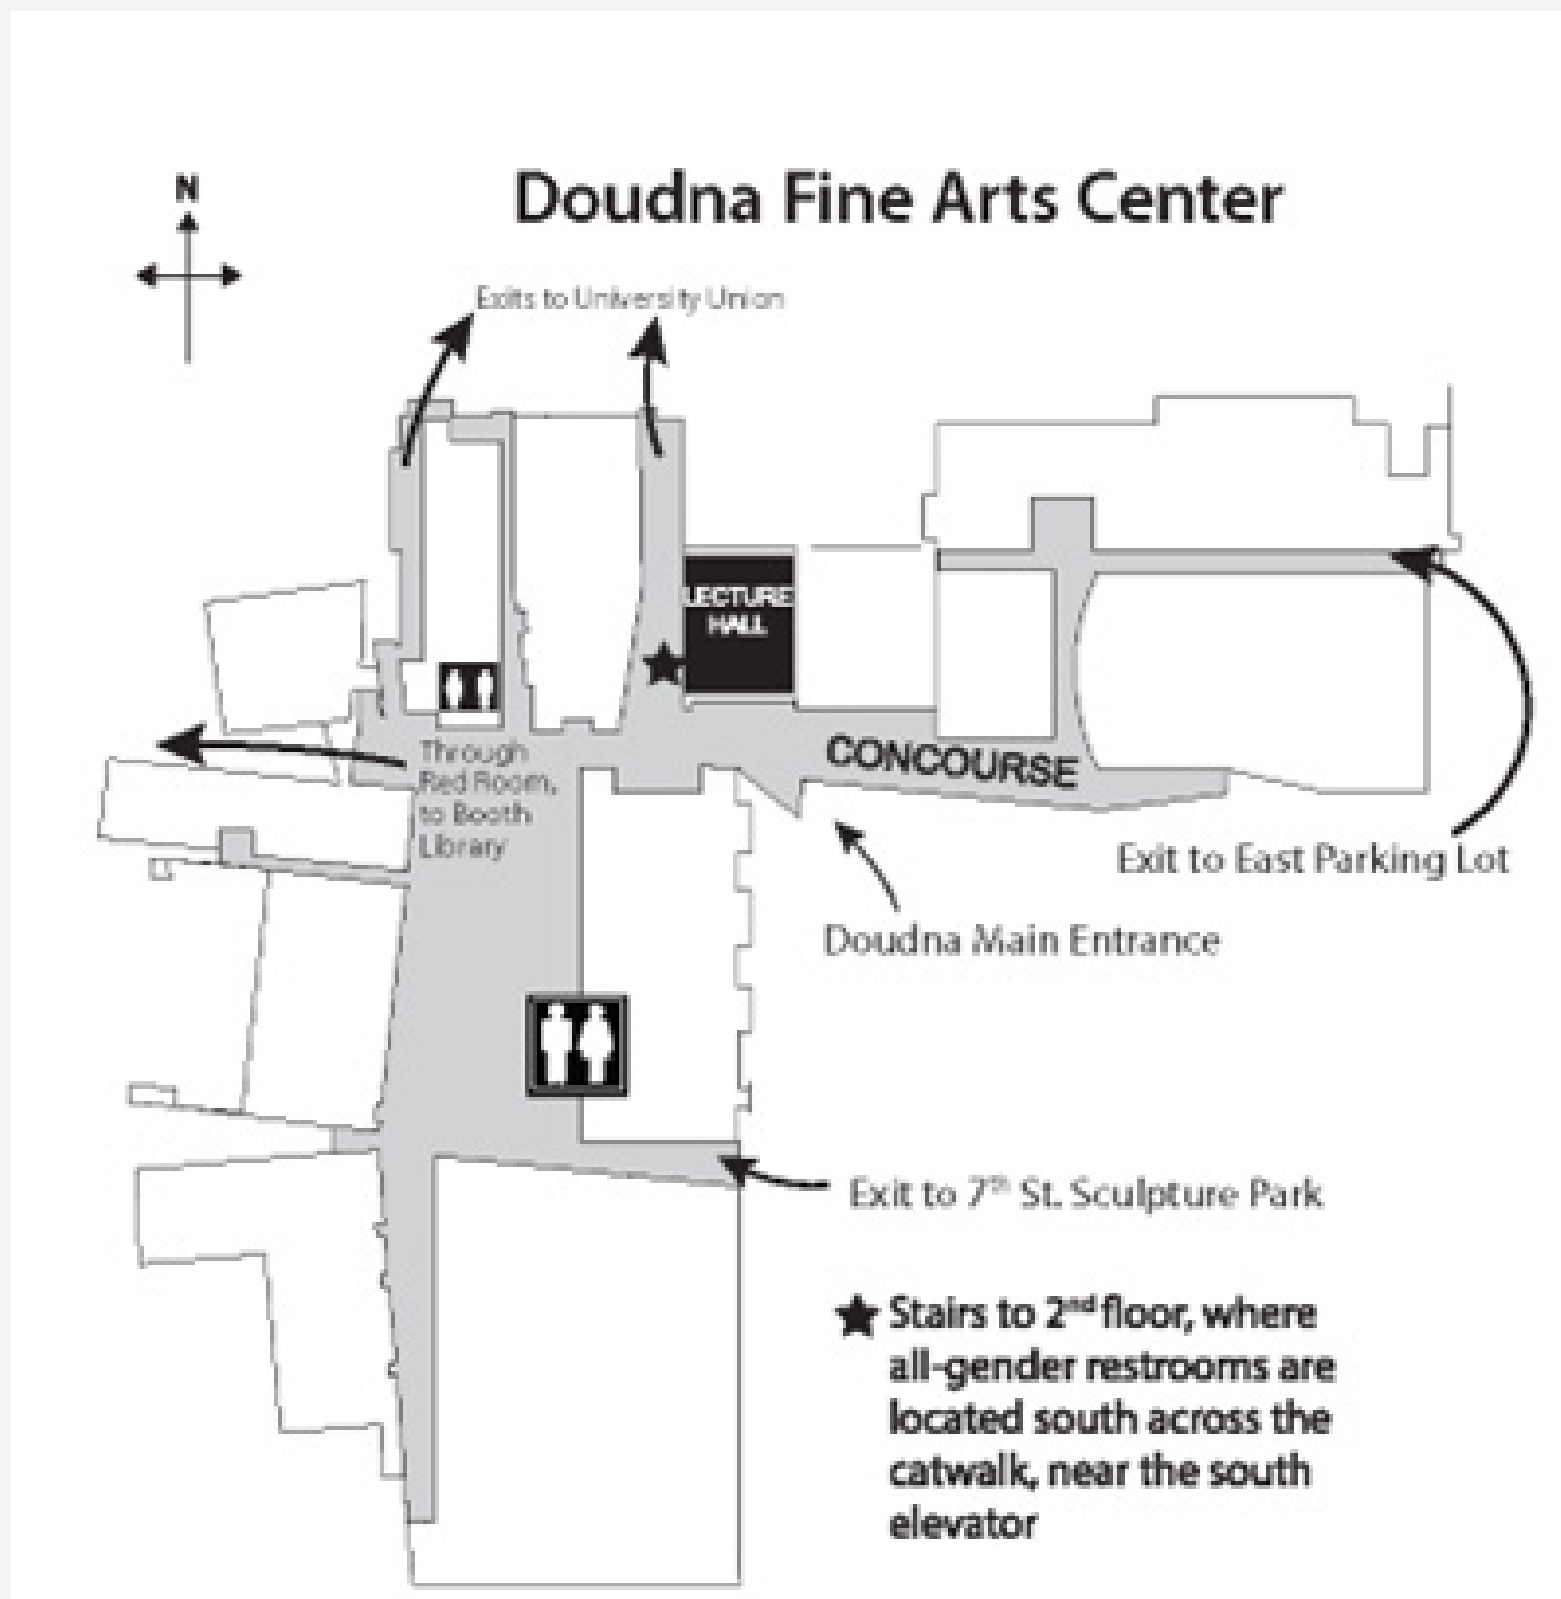 Doudna Fine Arts Center
N
Exits to University Union
LECTURE
HALL
CONCOURSE
Through
Red Room,
to Booth
Library
Exit to East Parking Lot
Doudna Main Entrance
Exit to 7th St. Sculpture Park
Stairs to 2nd floor, where
all-gender restrooms are
located south across the
catwalk, near the south
elevator